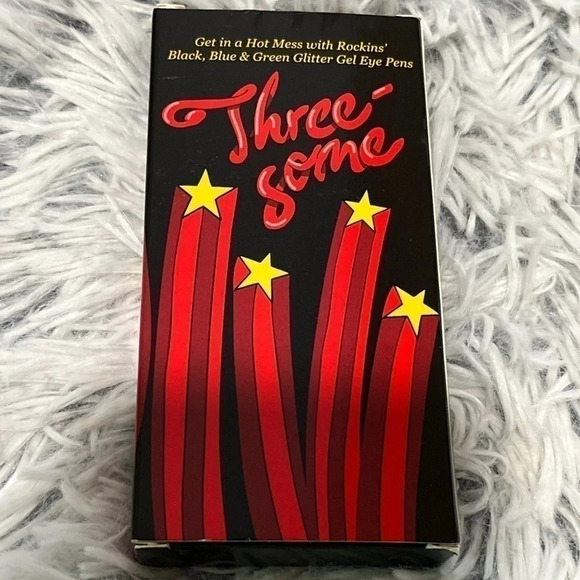 Get in a Hot Mess with Rockins'
Black, Blue & Green Glitter Gel Eye Pens
Three-
some